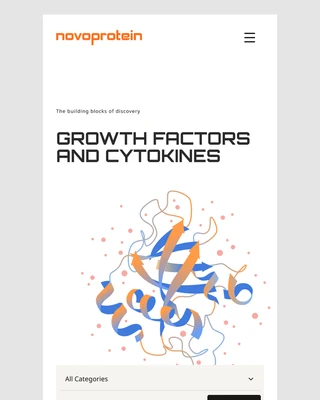 novoprotein
The building blocks of discovery
GROWTH FACTORS
AND CYTOKINES
All Categories